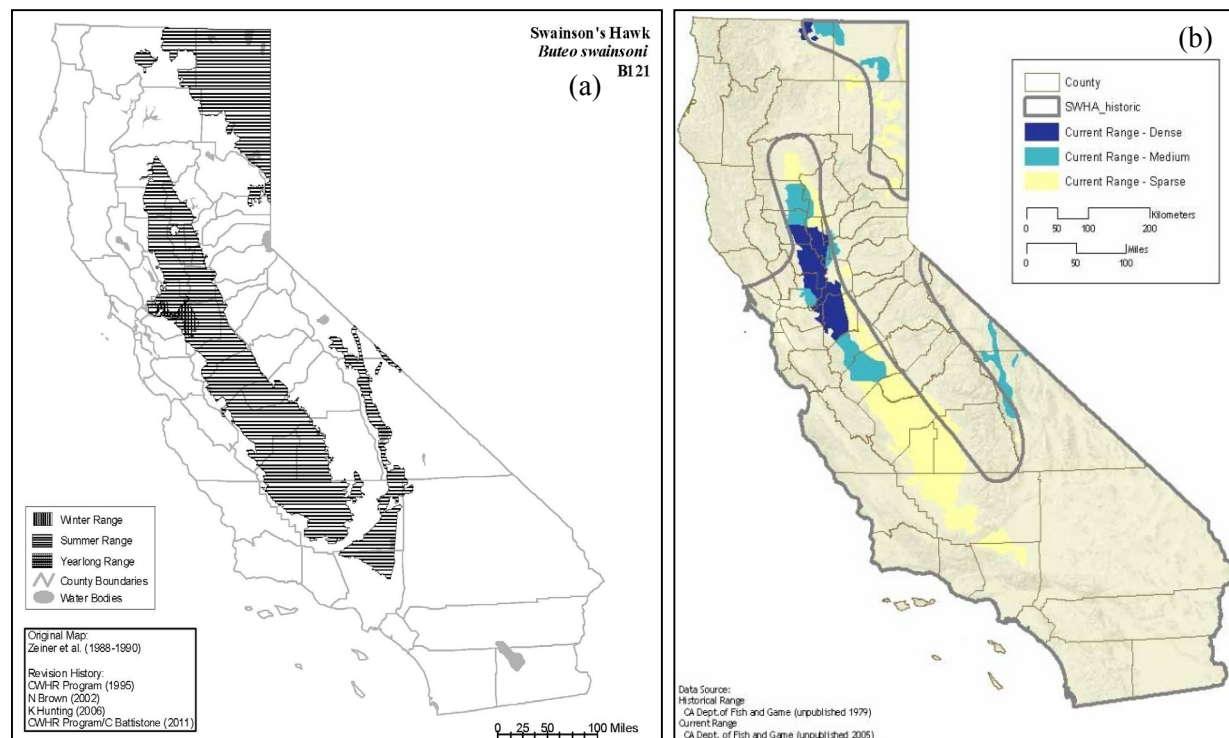 Swainson's Hawk
Buteo swainsoni
B121
(a)
Winter Range
Summer Range
Yearlong Range
County Boundaries
Water Bodies
Original Map:
Zeiner et al. (1988-1990)
Revision History:
CWHR Program (1995)
N Brown (2002)
K Hunting (2006)
CWHR Program/C Battistone (2011)
0 25 50 100 Miles
(b)
County
SWHA_historic
Current Range - Dense
Current Range - Medium
Current Range - Sparse
0 50 100 200
Kilometers
Miles
0 50 100
Data Source:
Historical Range
CA Dept. of Fish and Game (unpublished 1979)
Current Range
CA Dept. of Fish and Game (unpublished 2005)